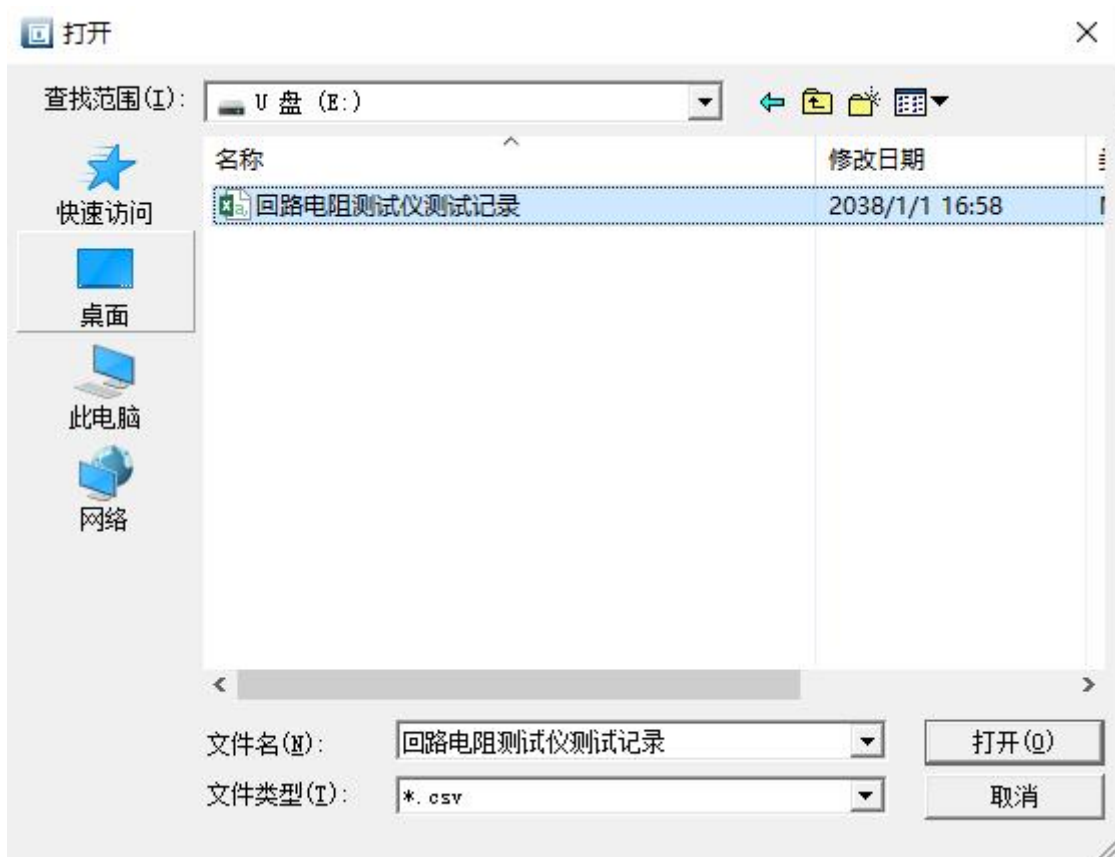 打开
查找范围(I):
U 盘 (E:)
名称
修改日期
快速访问
回路电阻测试仪测试记录
2038/1/1 16:58
桌面
此电脑
网络
文件名(N):
回路电阻测试仪测试记录
打开(O)
文件类型(T):
*.csv
取消